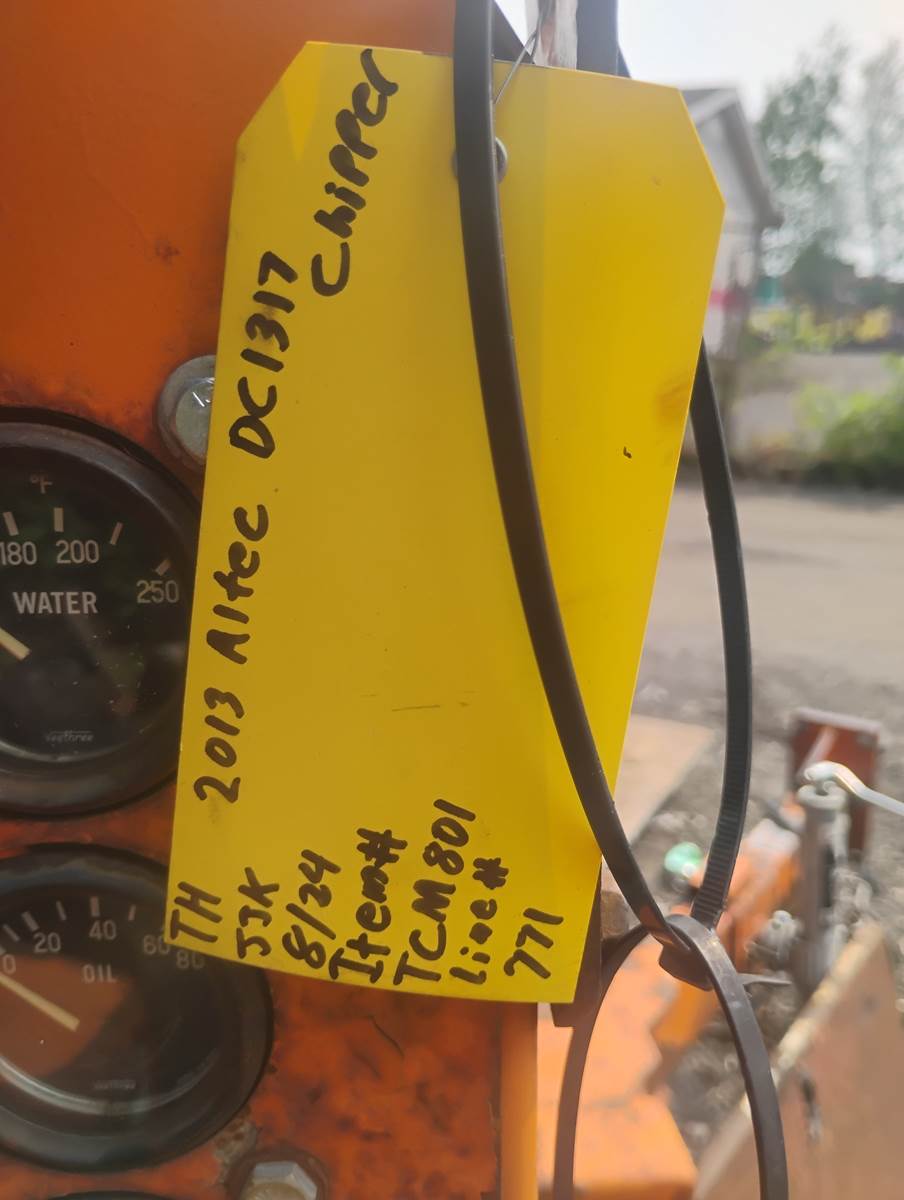 2013 Altec DC1317
Chipper
TH
JJK
8/24
Item#
TCM801
Line#
771
°F
180 200
250
WATER
0 20 40 60 80
OIL